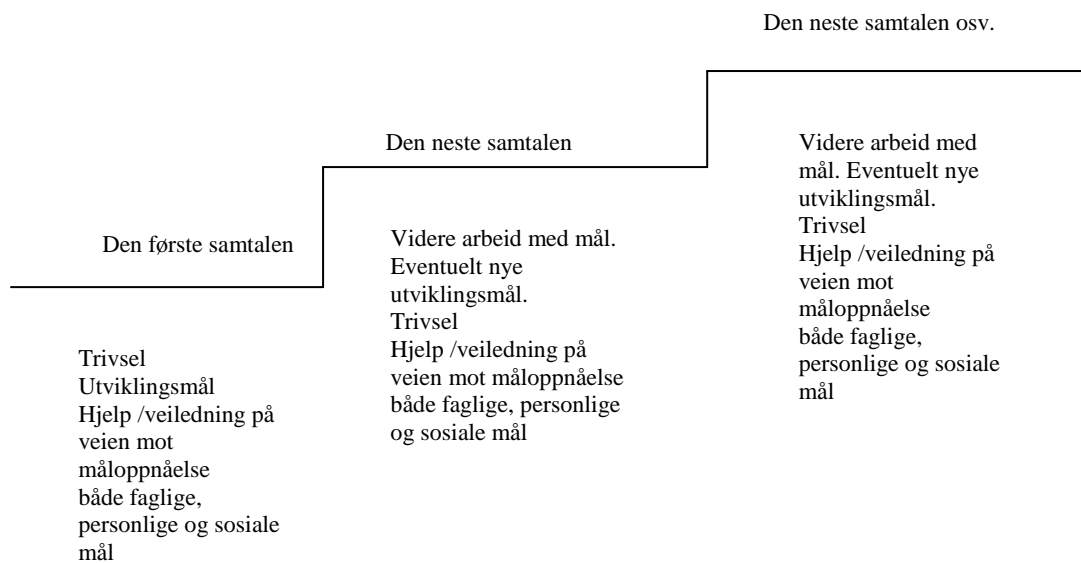 Den første samtalen
Trivsel
Utviklingsmål
Hjelp /veiledning på
veien mot
måloppnåelse
både faglige,
personlige og sosiale
mål
Den neste samtalen
Videre arbeid med mål.
Eventuelt nye
utviklingsmål.
Trivsel
Hjelp /veiledning på
veien mot måloppnåelse
både faglige, personlige
og sosiale mål
Den neste samtalen osv.
Videre arbeid med
mål. Eventuelt nye
utviklingsmål.
Trivsel
Hjelp /veiledning på
veien mot
måloppnåelse
både faglige,
personlige og sosiale
mål